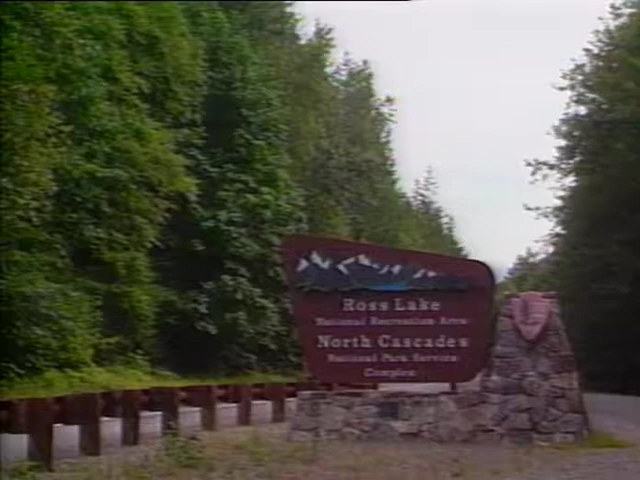 Ross Lake
National Recreation Area
North Cascades
National Park Service
Complex